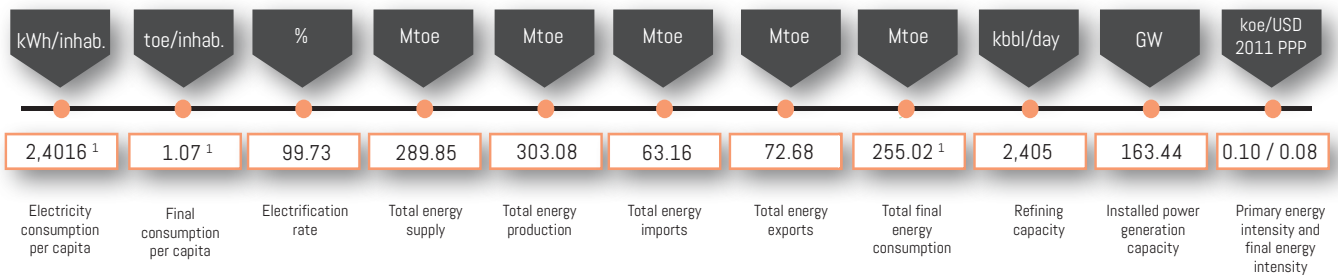 kWh/inhab.
toe/inhab.
%
Mtoe
Mtoe
Mtoe
Mtoe
Mtoe
kbbl/day
GW
koe/USD
2011 PPP
2,4016 1
1.07 1
99.73
289.85
303.08
63.16
72.68
255.02 1
2,405
163.44
0.10 / 0.08
Electricity
consumption
per capita
Final
consumption
per capita
Electrification
rate
Total energy
supply
Total energy
production
Total energy
imports
Total energy
exports
Total final
energy
consumption
Refining
capacity
Installed power
generation
capacity
Primary energy
intensity and
final energy
intensity